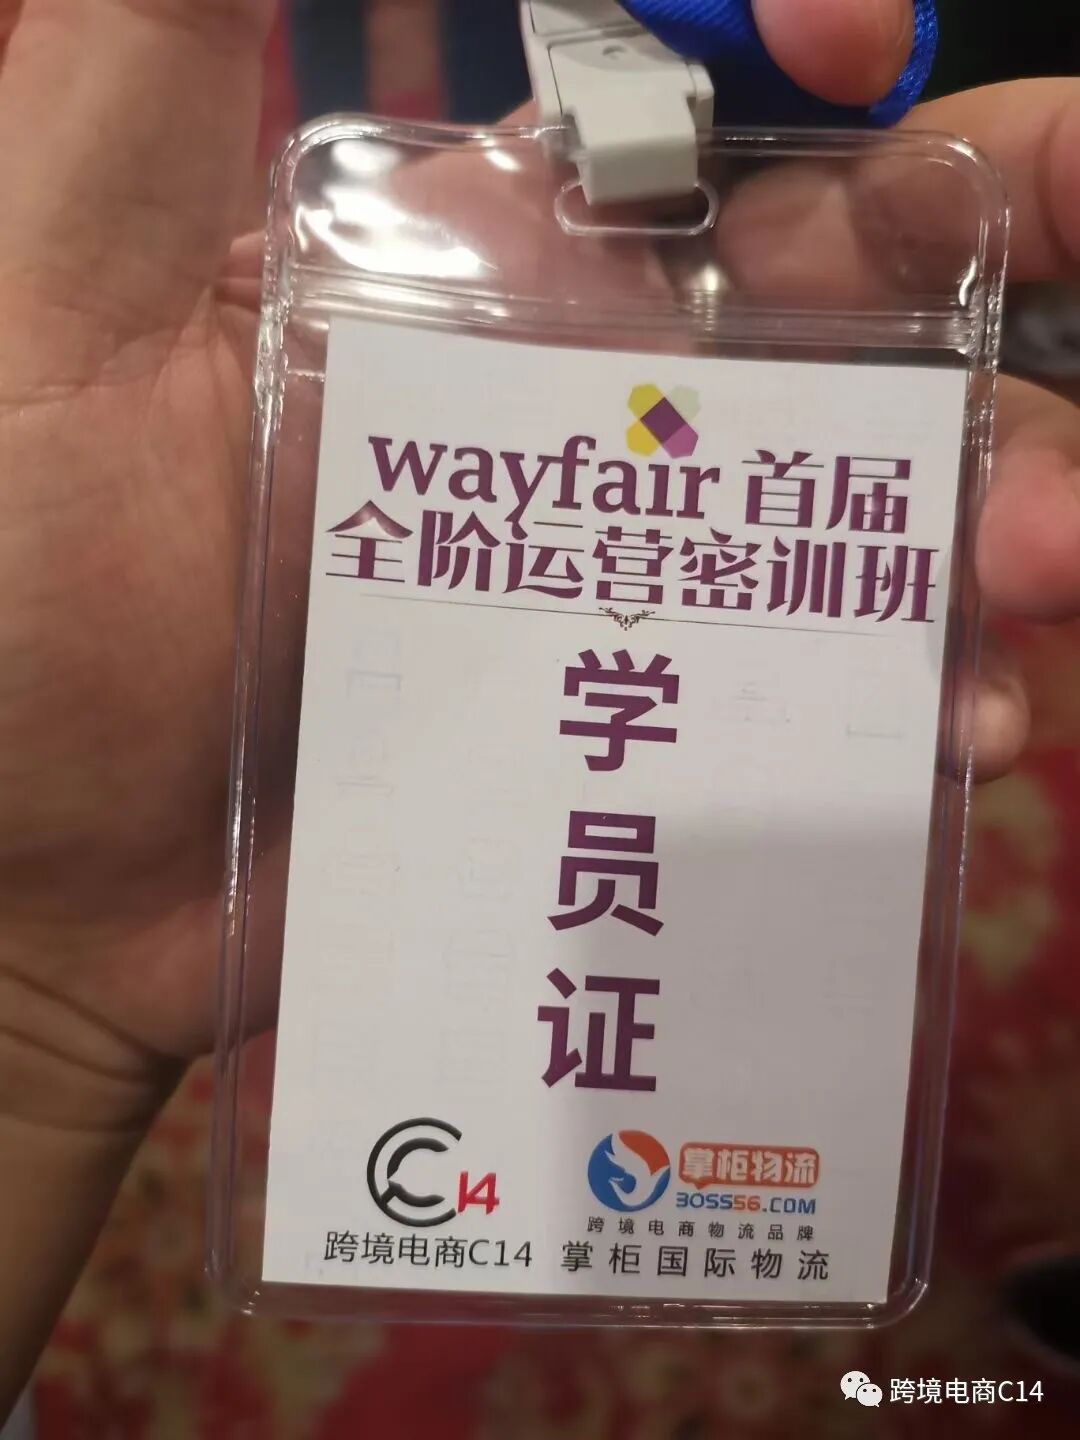 wayfair 首届
全阶运营密训班
学
员
证
C14
跨境电商C14
掌柜物流
BOSS56.COM
跨境电商物流品牌
掌柜国际物流
跨境电商C14